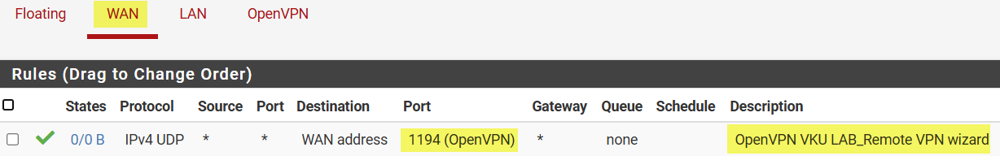 Floating WAN LAN OpenVPN
Rules (Drag to Change Order)
States Protocol Source Port Destination Port Gateway Queue Schedule Description
0/0 B IPv4 UDP * * WAN address 1194 (OpenVPN) * none OpenVPN VKU LAB_Remote VPN wizard